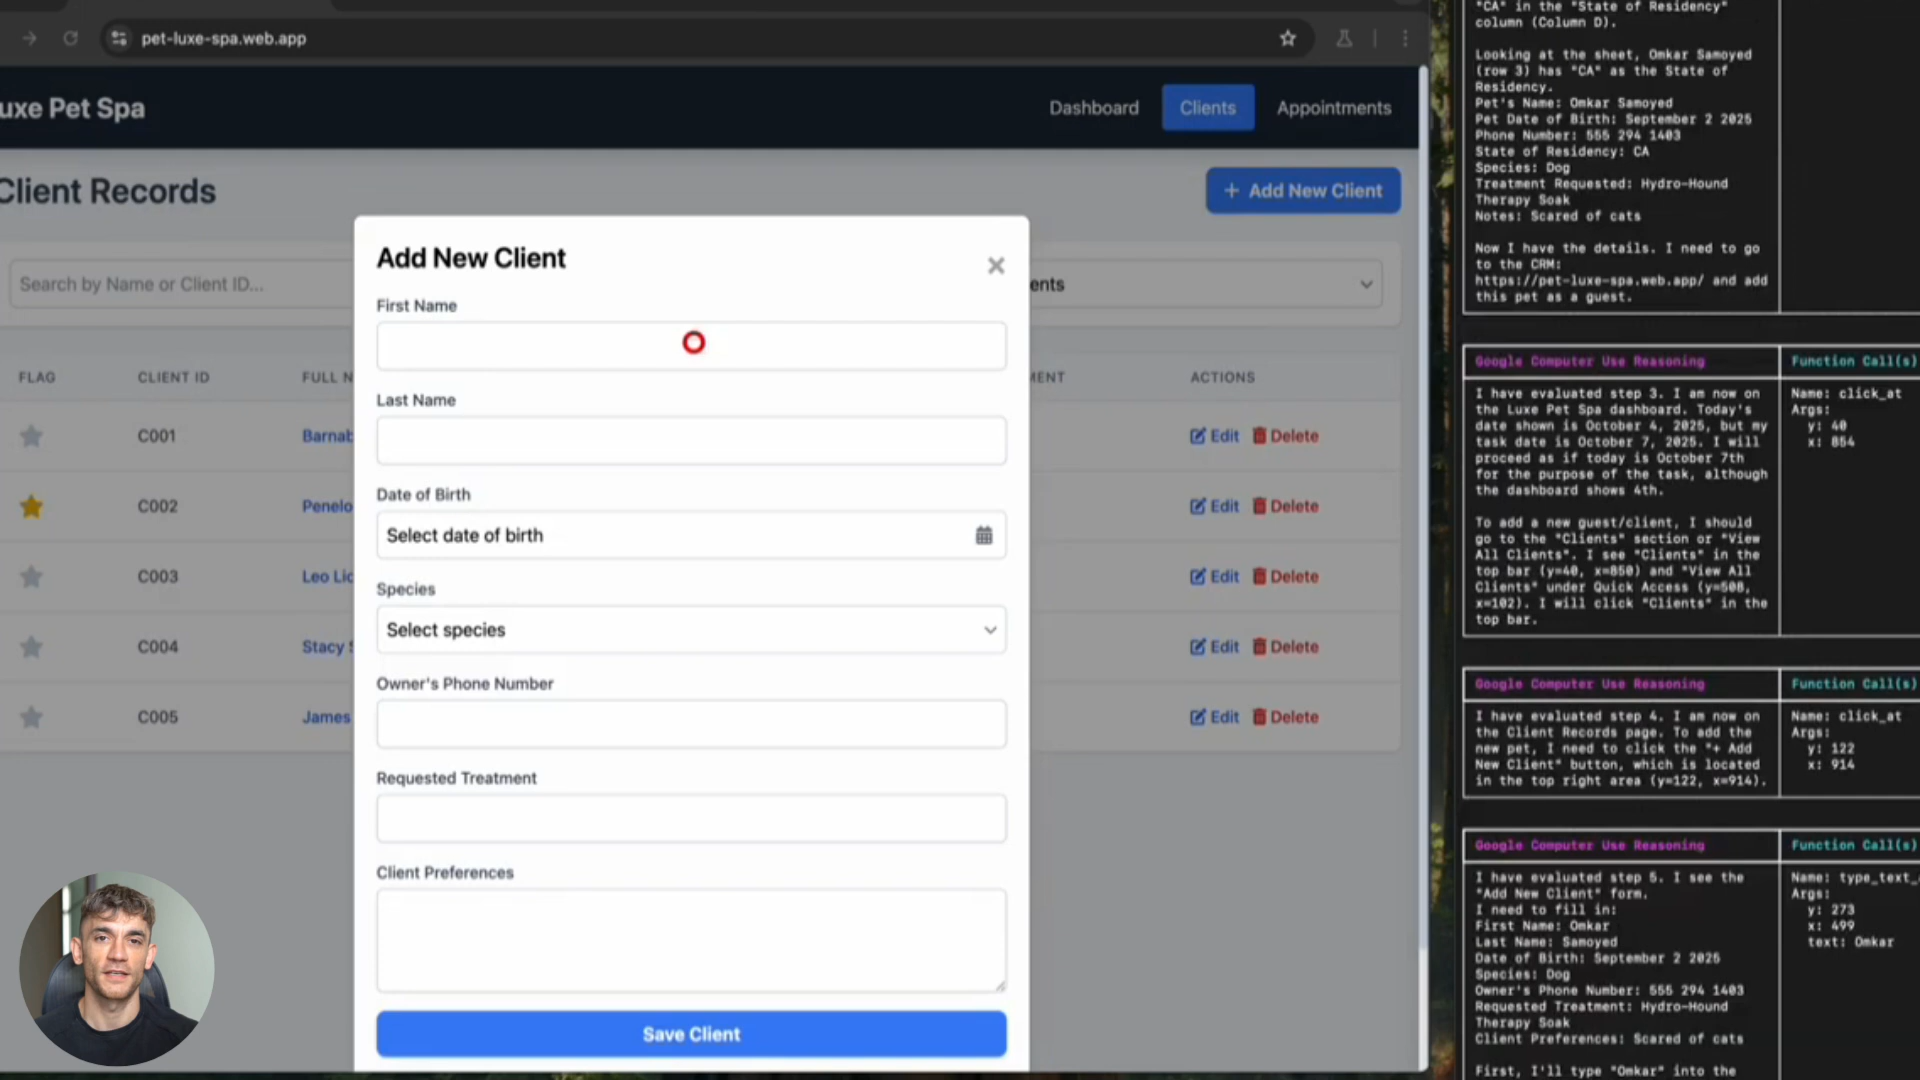 pet-luxe-spa.web.app
uxe Pet Spa
Dashboard
Clients
Appointments
Client Records
+ Add New Client
Search by Name or Client ID...
ents
FLAG
CLIENT ID
FULL N
MENT
ACTIONS
C001
Barnab
Edit
Delete
C002
Penelo
Edit
Delete
C003
Leo Lic
Edit
Delete
C004
Stacy S
Edit
Delete
C005
James
Edit
Delete
Add New Client
First Name
Last Name
Date of Birth
Select date of birth
Species
Select species
Owner's Phone Number
Requested Treatment
Client Preferences
Save Client
"CA" in the "State of Residency"
column (Column D).
Looking at the sheet, Omkar Samoyed
(row 3) has "CA" as the State of
Residency.
Pet's Name: Omkar Samoyed
Pet Date of Birth: September 2 2025
Phone Number: 555 294 1403
State of Residency: CA
Species: Dog
Treatment Requested: Hydro-Hound
Therapy Soak
Notes: Scared of cats
Now I have the details. I need to go
to the CRM:
https://pet-luxe-spa.web.app/ and add
this pet as a guest.
Google Computer Use Reasoning
Function Call(s)
I have evaluated step 3. I am now on
the Luxe Pet Spa dashboard. Today's
date shown is October 4, 2025, but my
task date is October 7, 2025. I will
proceed as if today is October 7th
for the purpose of the task, although
the dashboard shows 4th.
To add a new guest/client, I should
go to the "Clients" section or "View
All Clients". I see "Clients" in the
top bar (y=40, x=850) and "View All
Clients" under Quick Access (y=508,
x=102). I will click "Clients" in the
top bar.
Name: click_at
Args:
y: 40
x: 854
Google Computer Use Reasoning
Function Call(s)
I have evaluated step 4. I am now on
the Client Records page. To add the
new pet, I need to click the "+ Add
New Client" button, which is located
in the top right area (y=122, x=914).
Name: click_at
Args:
y: 122
x: 914
Google Computer Use Reasoning
Function Call(s)
I have evaluated step 5. I see the
"Add New Client" form.
I need to fill in:
First Name: Omkar
Last Name: Samoyed
Date of Birth: September 2 2025
Species: Dog
Owner's Phone Number: 555 294 1403
Requested Treatment: Hydro-Hound
Therapy Soak
Client Preferences: Scared of cats
First, I'll type "Omkar" into the
Name: type_text_
Args:
y: 273
x: 499
text: Omkar